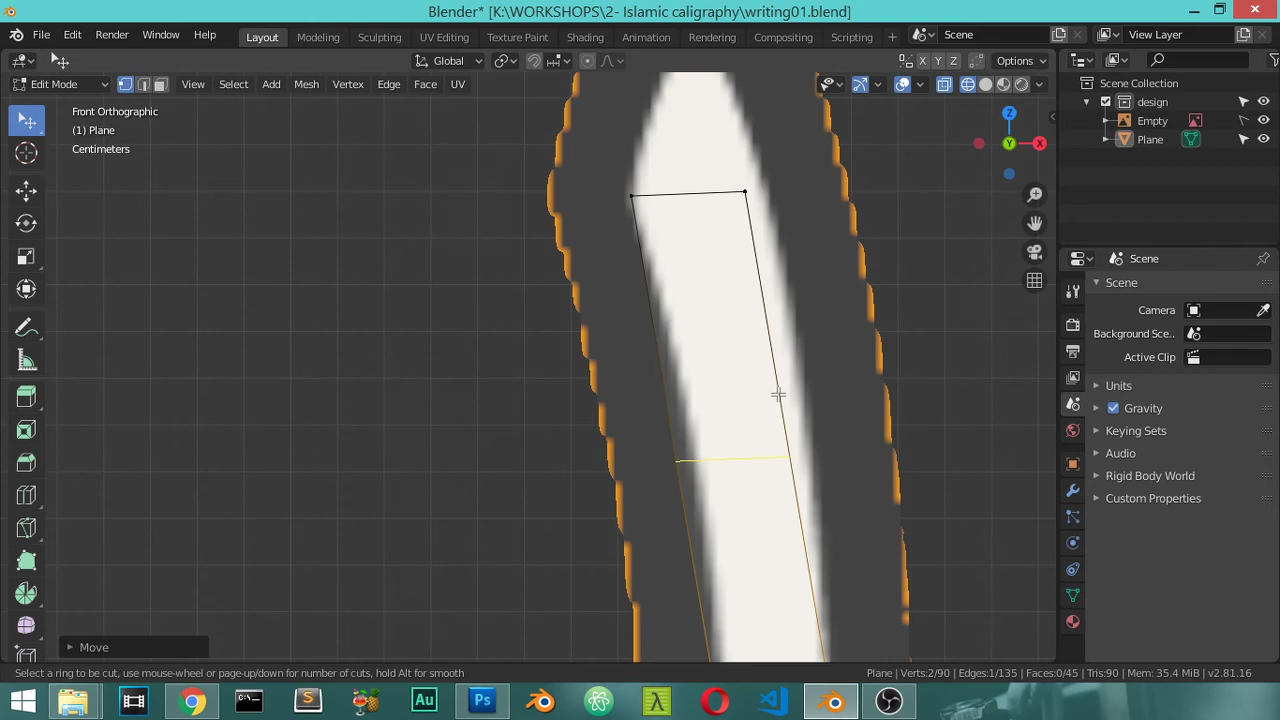 Blender* [K:\WORKSHOPS\2- Islamic caligraphy\writing01.blend]
File Edit Render Window Help Layout Modeling Sculpting UV Editing Texture Paint Shading Animation Rendering Compositing Scripting + Scene View Layer
Global X Y Z Options
Edit Mode View Select Add Mesh Vertex Edge Face UV
Scene Collection
design
Empty
Plane
Front Orthographic
(1) Plane
Centimeters
Z
Y
X
Scene
Scene
Camera
Background Sce..
Active Clip
Units
Gravity
Keying Sets
Audio
Rigid Body World
Custom Properties
Move
Select a ring to be cut, use mouse-wheel or page-up/down for number of cuts, hold Alt for smooth
Plane | Verts:2/90 | Edges:1/135 | Faces:0/45 | Tris:90 | Mem: 35.4 MiB | v2.81.16
Au Ps